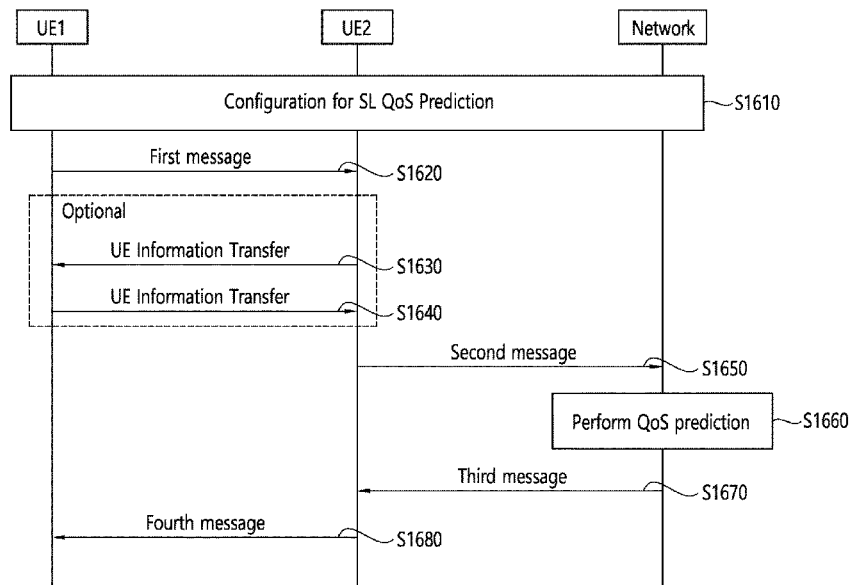 UE1
UE2
Network
Configuration for SL QoS Prediction
S1610
First message
S1620
Optional
UE Information Transfer
S1630
UE Information Transfer
S1640
Second message
S1650
Perform QoS prediction
S1660
Third message
S1670
Fourth message
S1680